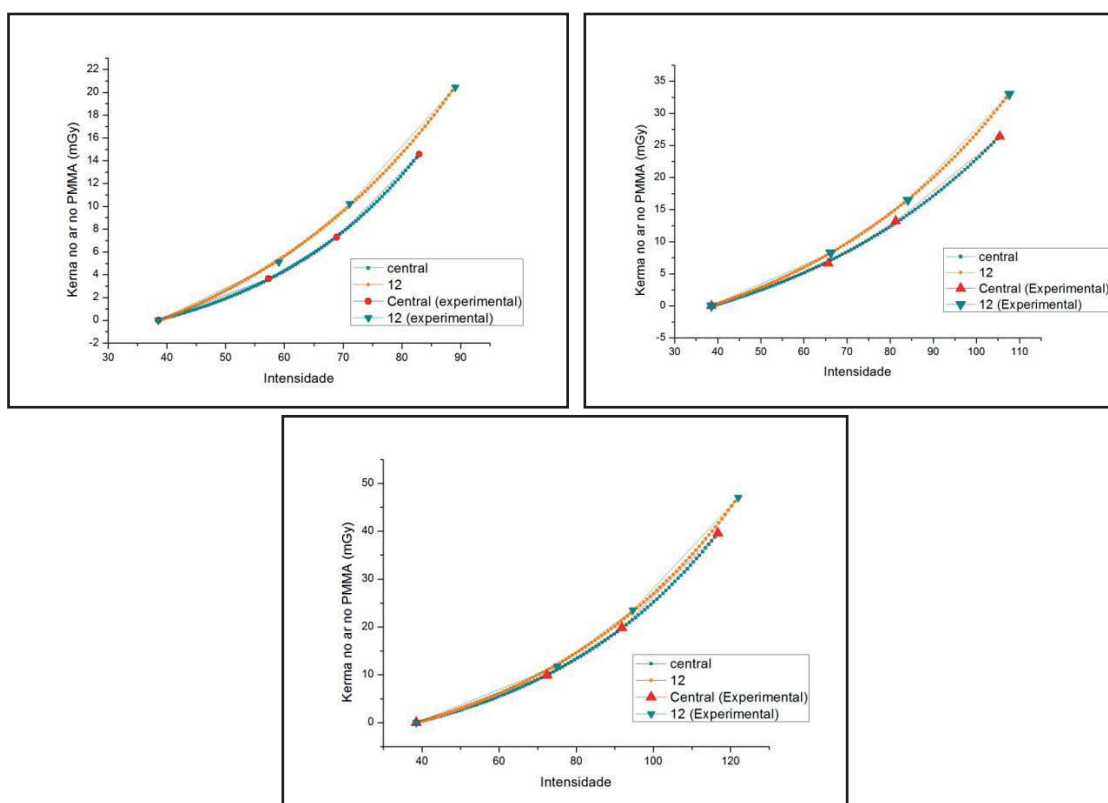 22
20
18
16
14
12
10
8
6
4
2
0
-2
Kerma no ar no PMMA (mGy)
central
12
Central (experimental)
12 (experimental)
30 40 50 60 70 80 90
Intensidade
35
30
25
20
15
10
5
0
-5
Kerma no ar no PMMA (mGy)
central
12
Central (Experimental)
12 (Experimental)
30 40 50 60 70 80 90 100 110
Intensidade
50
40
30
20
10
0
Kerma no ar no PMMA (mGy)
central
12
Central (Experimental)
12 (Experimental)
40 60 80 100 120
Intensidade